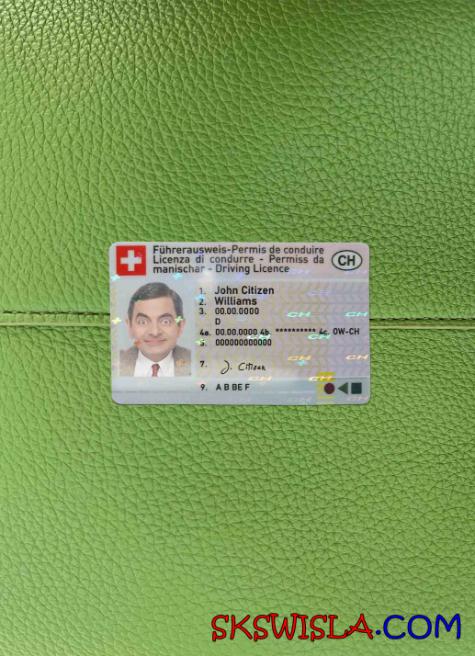 Führerausweis-Permis de conduire
Licenza di condurre - Permiss da
manischar - Driving Licence
CH
1. John Citizen
2. Williams
3. 00.00.0000
D
4a. 00.00.0000 4b. ********** 4c. OW-CH
5. 000000000000
7. J. Citizen
9. A B BE F
CH
CH
CH
CH
CH
SKSWISLA.COM